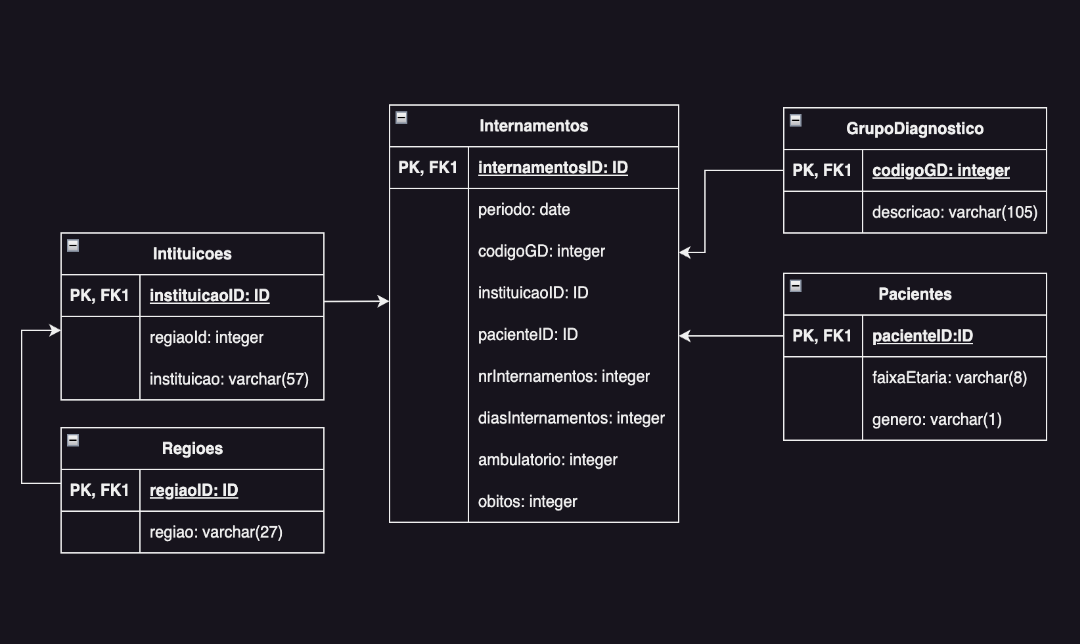 Internamentos
PK, FK1 internamentosID: ID
periodo: date
codigoGD: integer
instituicaoID: ID
pacienteID: ID
nrInternamentos: integer
diasInternamentos: integer
ambulatorio: integer
obitos: integer
GrupoDiagnostico
PK, FK1 codigoGD: integer
descricao: varchar(105)
Intituicoes
PK, FK1 instituicaoID: ID
regiaoId: integer
instituicao: varchar(57)
Pacientes
PK, FK1 pacienteID:ID
faixaEtaria: varchar(8)
genero: varchar(1)
Regioes
PK, FK1 regiaoID: ID
regiao: varchar(27)